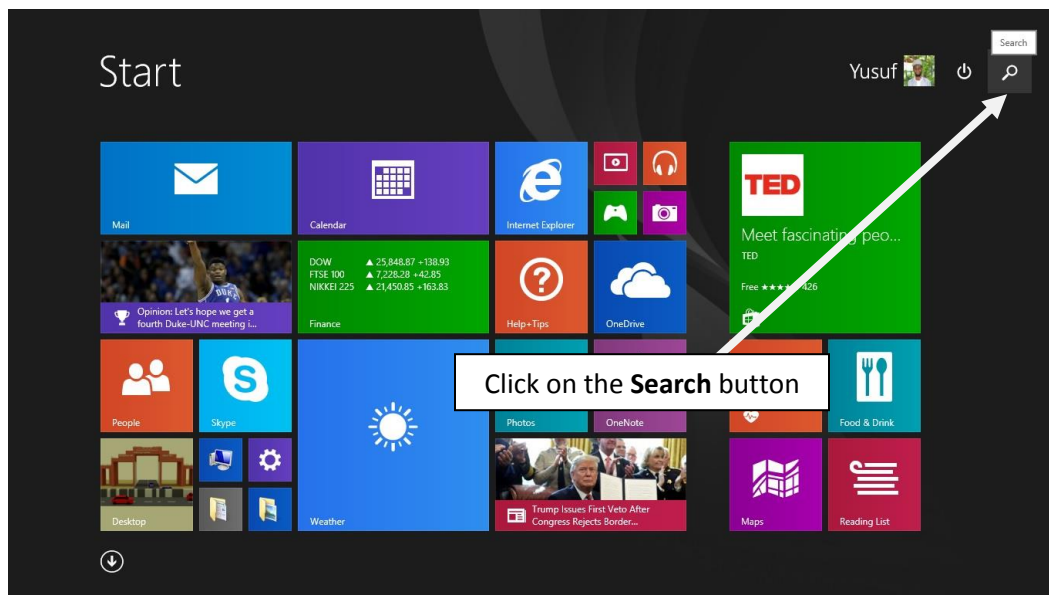 Search
Start
Yusuf
Mail
Calendar
Internet Explorer
TED
Meet fascinating peo...
TED
Free ★★★★ 426
DUKE
Opinion: Let's hope we get a
fourth Duke-UNC meeting i...
DOW ▲ 25,848.87 +138.93
FTSE 100 ▲ 7,228.28 +42.85
NIKKEI 225 ▲ 21,450.85 +163.83
Finance
Help+Tips
OneDrive
Click on the Search button
People
Skype
Photos
OneNote
Food & Drink
Desktop
Weather
Trump Issues First Veto After
Congress Rejects Border...
Maps
Reading List